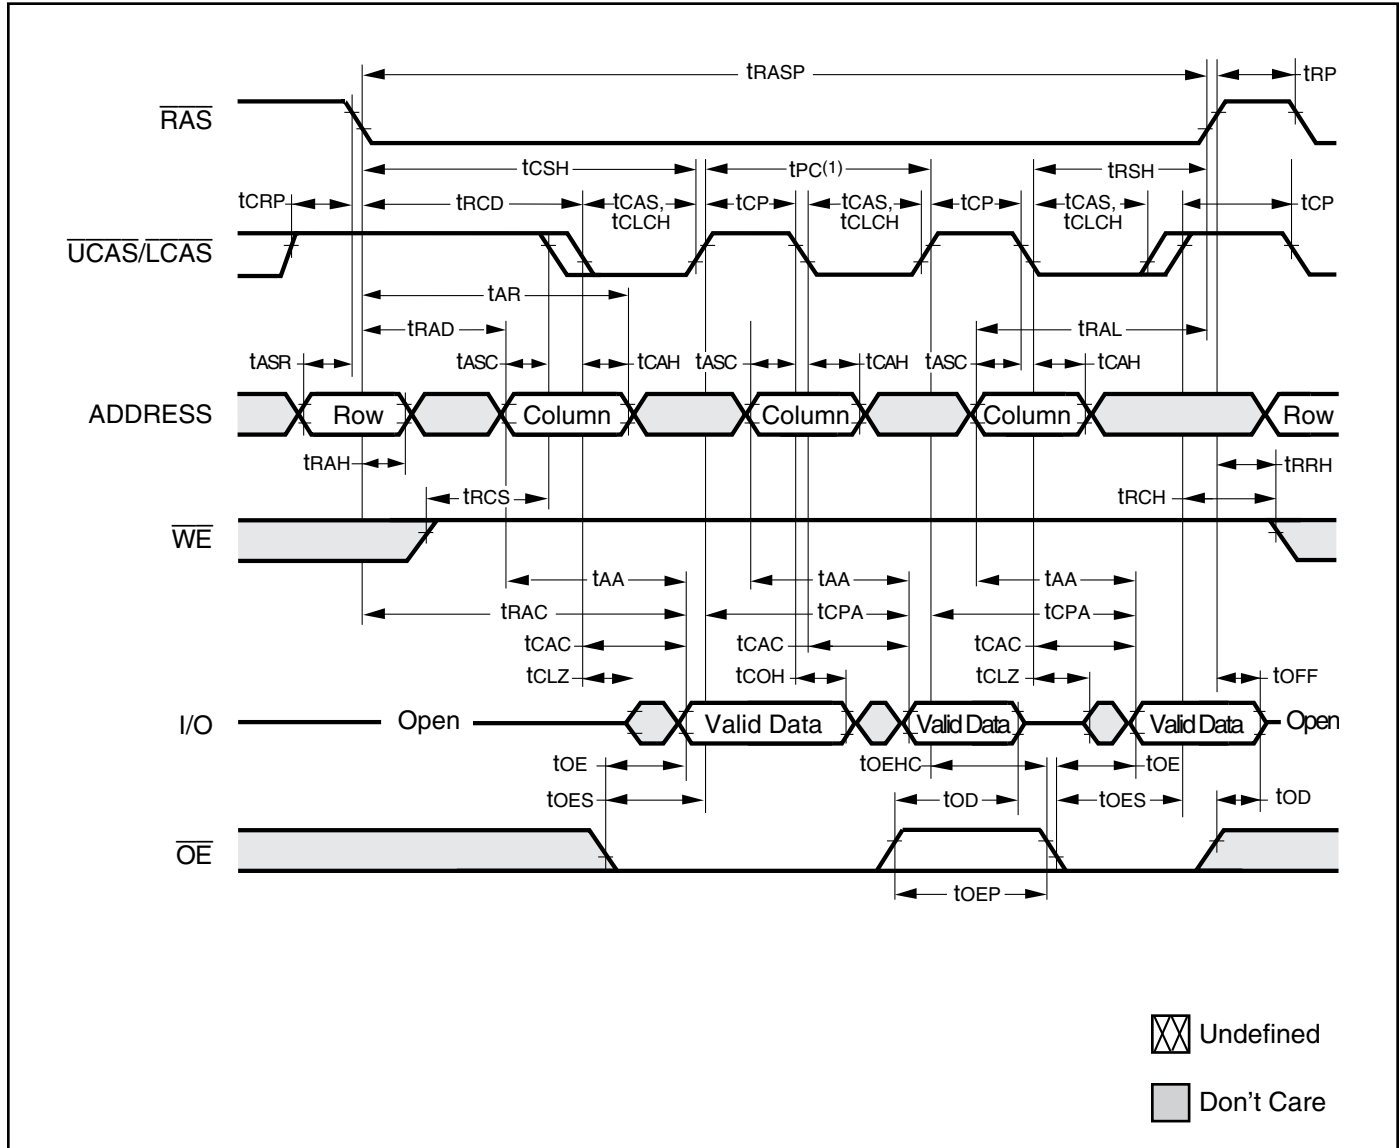 tRASP tRP
RAS
tCSH tPC(1) tRSH
tCRP tRCD tCAS, tCLCH tCP tCAS, tCLCH tCP tCAS, tCLCH tCP
UCAS/LCAS
tAR
tRAD tRAL
tASR tASC tCAH tASC tCAH tASC tCAH
ADDRESS Row Column Column Column Row
tRAH tRRH
tRCS tRCH
WE
tAA tAA tAA
tRAC tCPA tCPA
tCAC tCAC tCAC
tCLZ tCOH tCLZ tOFF
I/O Open Valid Data Valid Data Valid Data Open
tOE tOEHC tOE
tOES tOD tOES tOD
OE
tOEP
Undefined
Don't Care